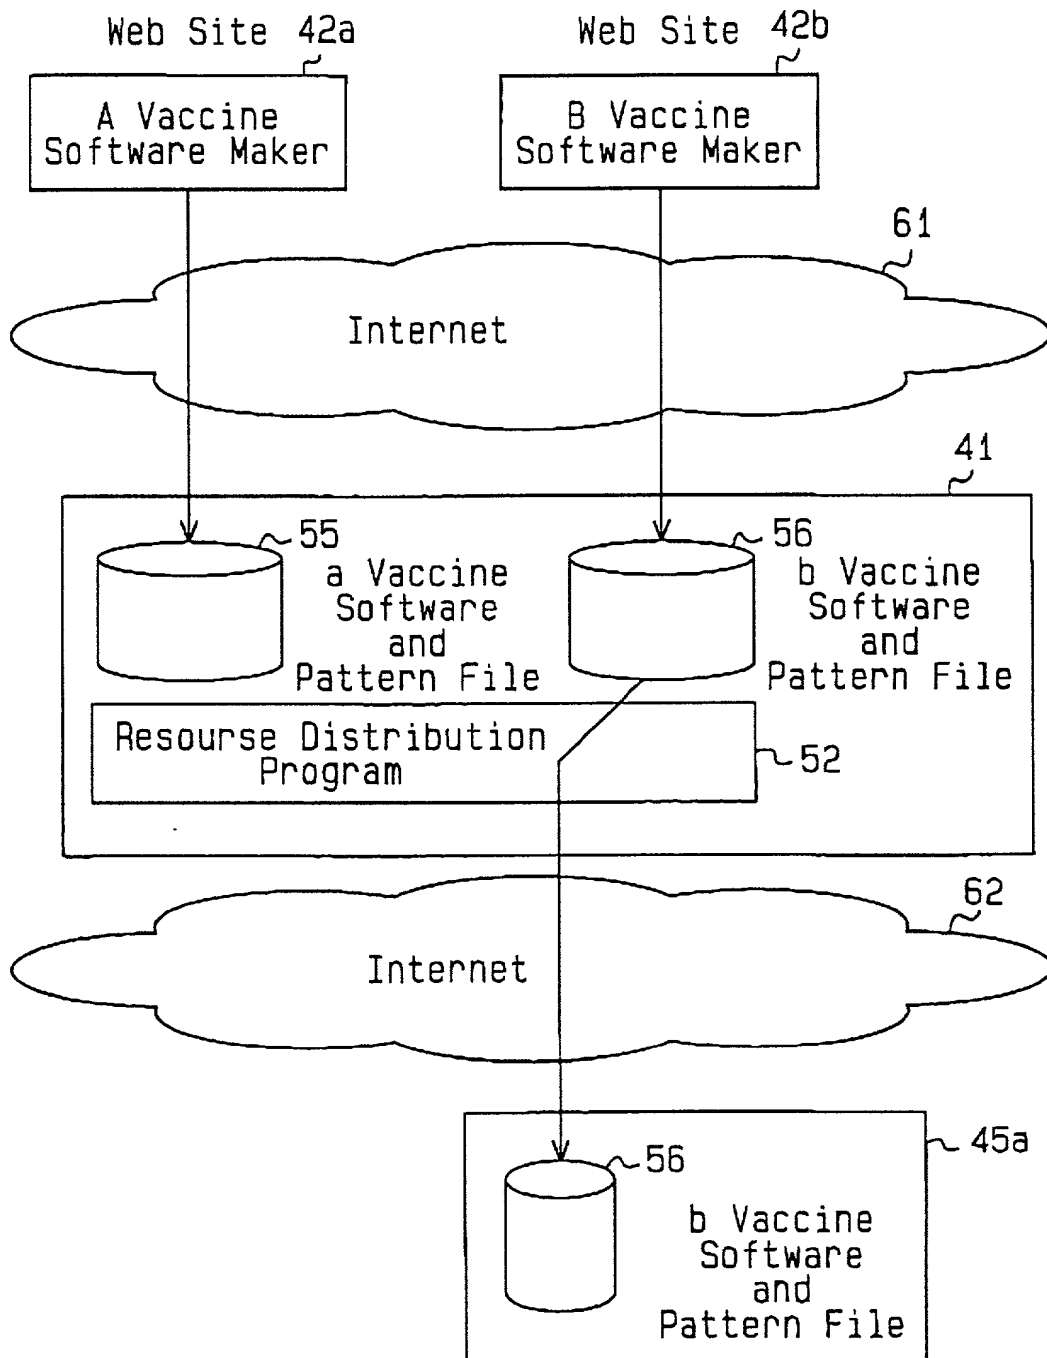 Web Site 42a
Web Site 42b
A Vaccine
Software Maker
B Vaccine
Software Maker
61
Internet
41
55
a Vaccine
Software
and
Pattern File
56
b Vaccine
Software
and
Pattern File
Resourse Distribution
Program
52
62
Internet
45a
56
b Vaccine
Software
and
Pattern File